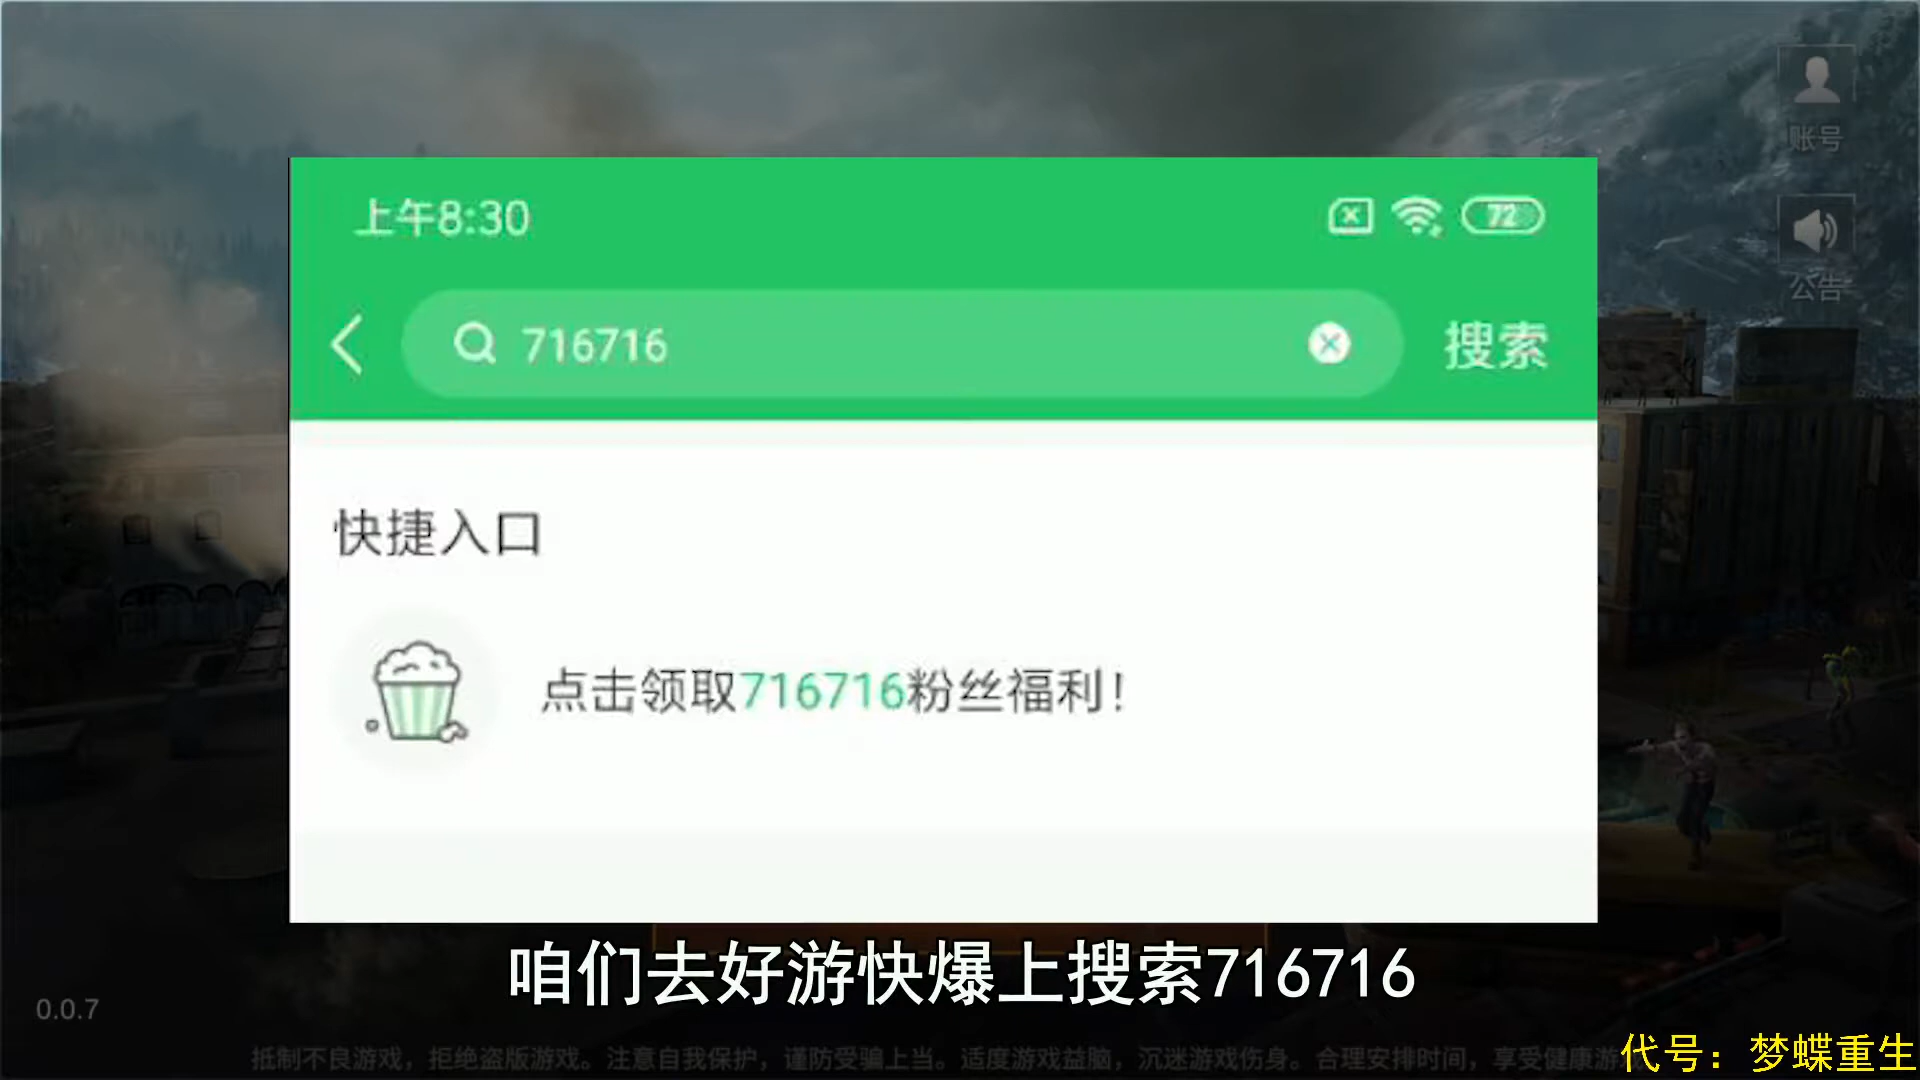 账号
公告
上午8:30
72
716716
搜索
快捷入口
点击领取716716粉丝福利！
咱们去好游快爆上搜索716716
0.0.7
抵制不良游戏，拒绝盗版游戏。注意自我保护，谨防受骗上当。适度游戏益脑，沉迷游戏伤身。合理安排时间，享受健康游
代号：梦蝶重生